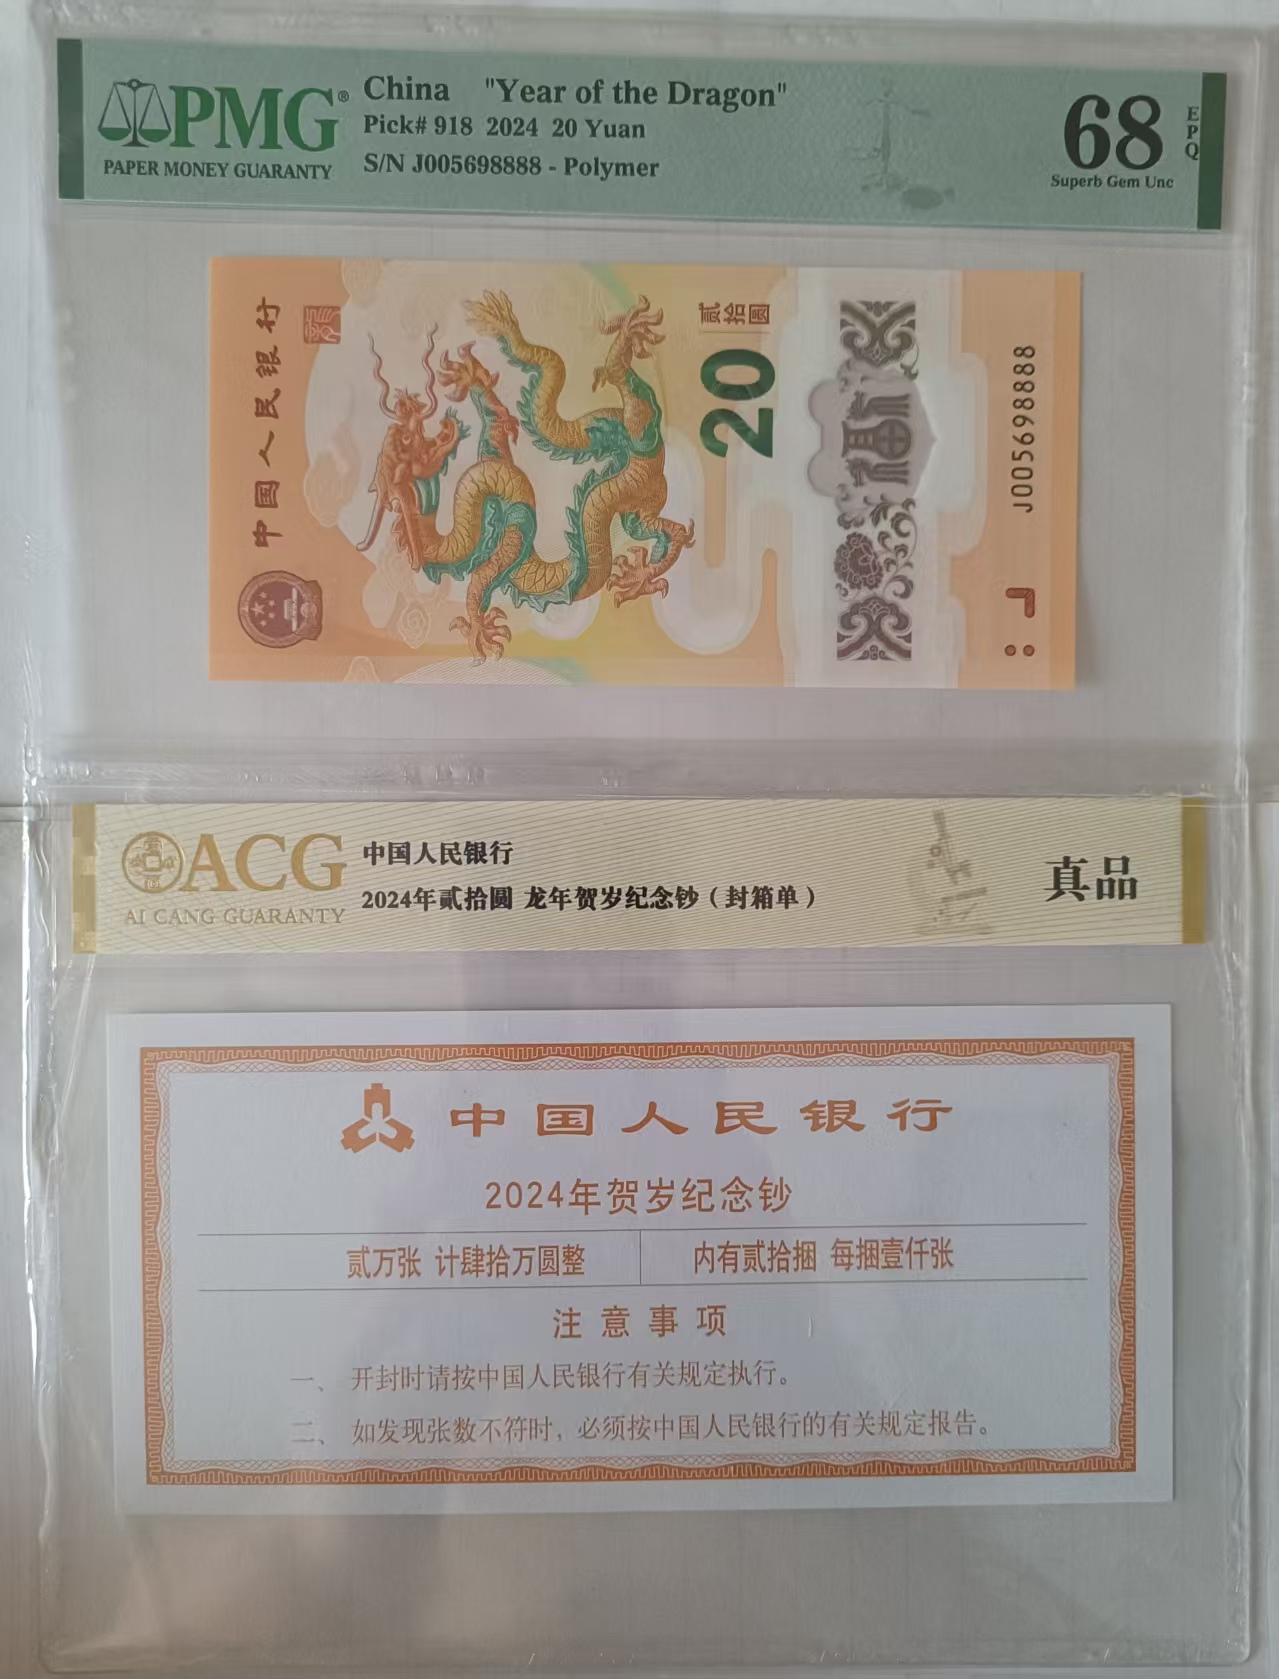 PMG®
PAPER MONEY GUARANTY
China "Year of the Dragon"
Pick# 918 2024 20 Yuan
S/N J005698888 - Polymer
68
EPQ
Superb Gem Unc
中国人民银行
贰拾圆
20
福
J005698888
ACG
AI CANG GUARANTY
中国人民银行
2024年贰拾圆 龙年贺岁纪念钞（封箱单）
真品
中国人民银行
2024年贺岁纪念钞
贰万张 计肆拾万圆整
内有贰拾捆 每捆壹仟张
注意事项
一、 开封时请按中国人民银行有关规定执行。
二、 如发现张数不符时，必须按中国人民银行的有关规定报告。